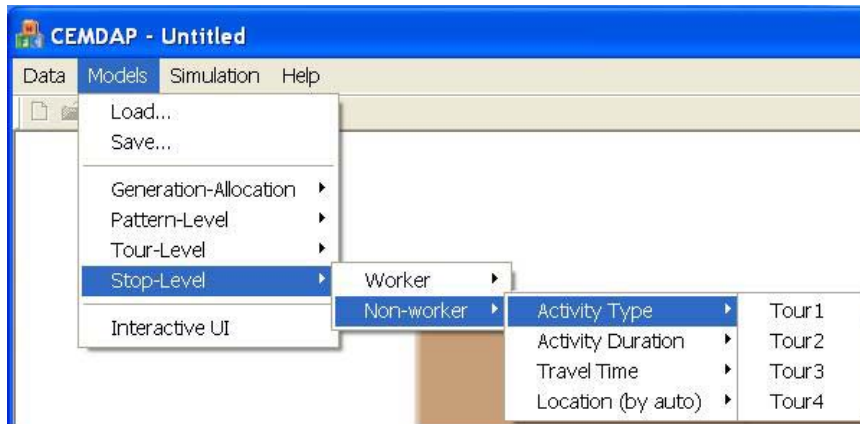 CEMDAP - Untitled
Data Models Simulation Help
Load...
Save...
Generation-Allocation
Pattern-Level
Tour-Level
Stop-Level
Interactive UI
Worker
Non-worker
Activity Type
Activity Duration
Travel Time
Location (by auto)
Tour1
Tour2
Tour3
Tour4